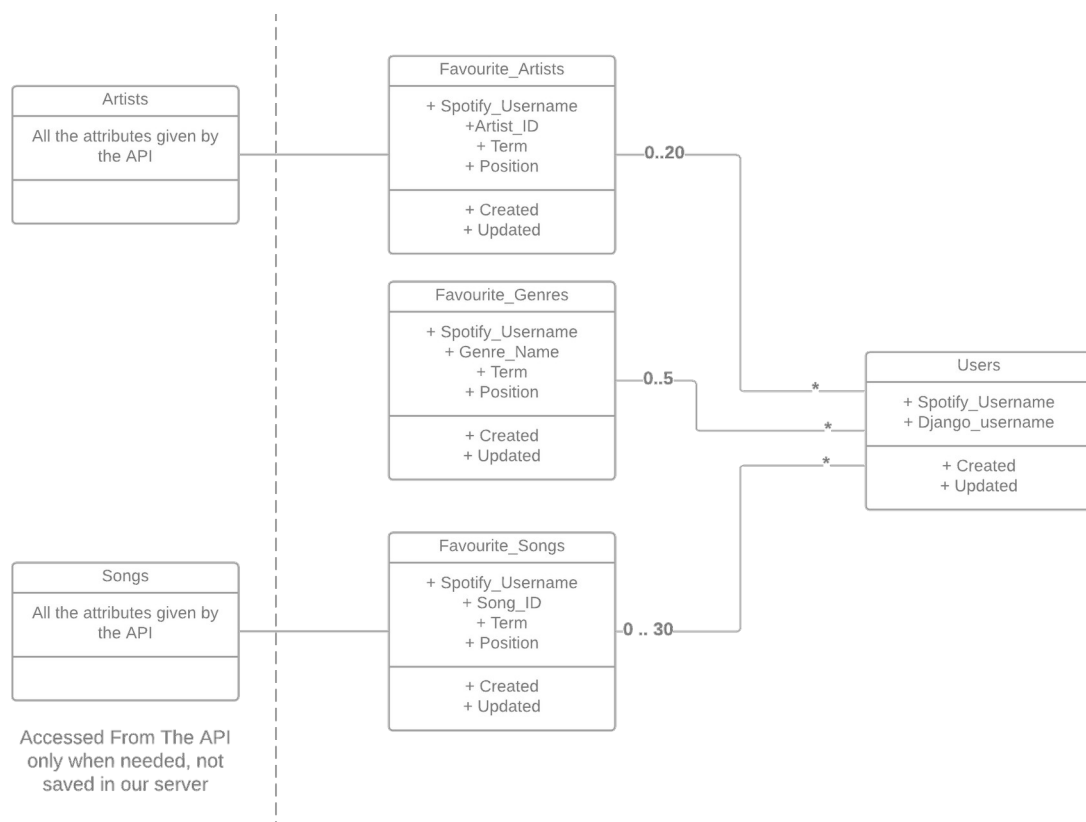 Artists
All the attributes given by
the API
Favourite_Artists
+ Spotify_Username
+Artist_ID
+ Term
+ Position
+ Created
+ Updated
0..20
*
Favourite_Genres
+ Spotify_Username
+ Genre_Name
+ Term
+ Position
+ Created
+ Updated
0..5
*
Users
+ Spotify_Username
+ Django_username
+ Created
+ Updated
Songs
All the attributes given by
the API
Favourite_Songs
+ Spotify_Username
+ Song_ID
+ Term
+ Position
+ Created
+ Updated
0 .. 30
*
Accessed From The API
only when needed, not
saved in our server